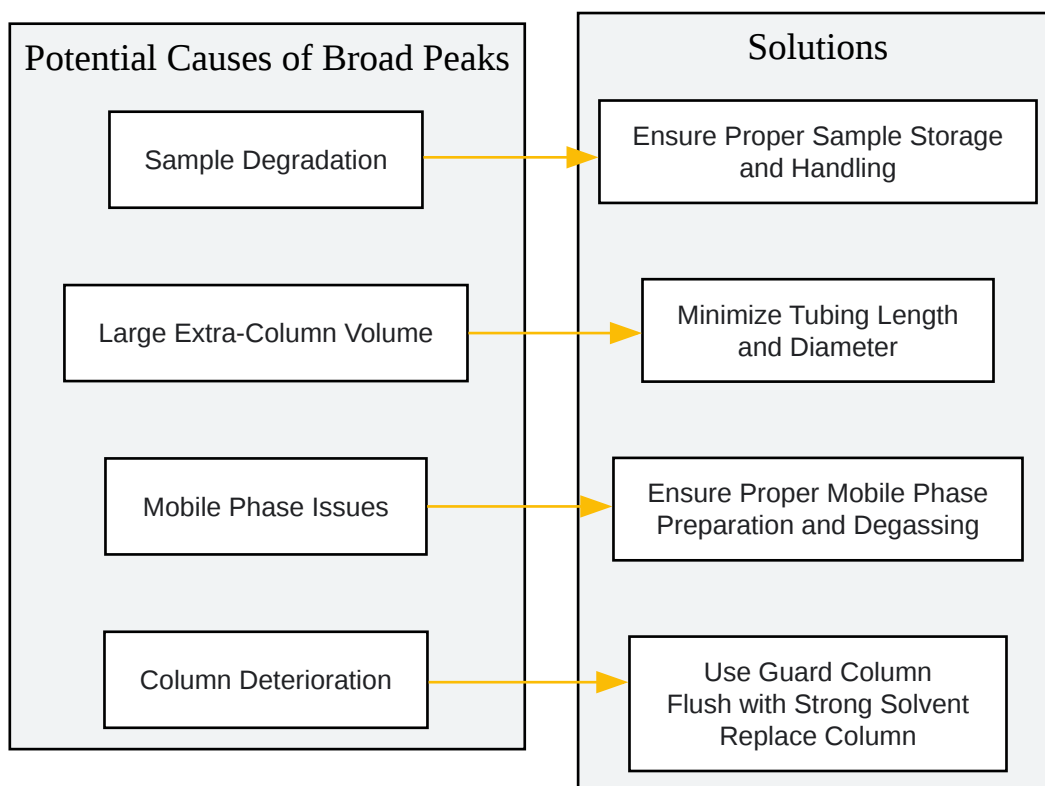 Potential Causes of Broad Peaks
Solutions
Sample Degradation
Ensure Proper Sample Storage
and Handling
Large Extra-Column Volume
Minimize Tubing Length
and Diameter
Mobile Phase Issues
Ensure Proper Mobile Phase
Preparation and Degassing
Column Deterioration
Use Guard Column
Flush with Strong Solvent
Replace Column